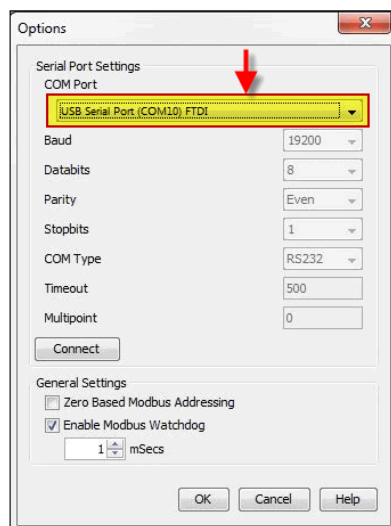 Options
Serial Port Settings
COM Port
USB Serial Port (COM10) FTDI
Baud 19200
Databits 8
Parity Even
Stopbits 1
COM Type RS232
Timeout 500
Multipoint 0
Connect
General Settings
Zero Based Modbus Addressing
Enable Modbus Watchdog
1 mSecs
OK Cancel Help